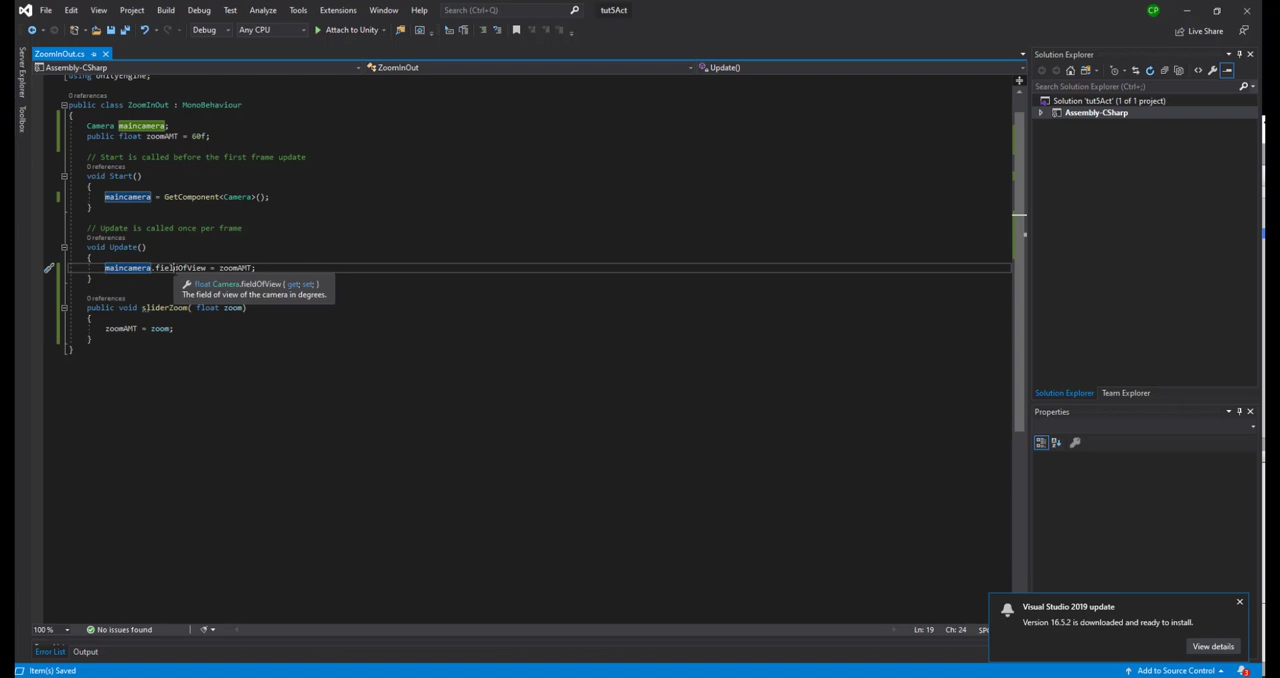 File Edit View Project Build Debug Test Analyze Tools Extensions Window Help Search (Ctrl+Q) tut5Act CP
Debug Any CPU Attach to Unity Live Share
Server Explorer
Toolbox
ZoomInOut.cs
Assembly-CSharp ZoomInOut Update()
using UnityEngine;
0 references
public class ZoomInOut : MonoBehaviour
{
Camera maincamera;
public float zoomAMT = 60f;
// Start is called before the first frame update
0 references
void Start()
{
maincamera = GetComponent<Camera>();
}
// Update is called once per frame
0 references
void Update()
{
maincamera.fieldOfView = zoomAMT;
}
float Camera.fieldOfView { get; set; }
The field of view of the camera in degrees.
0 references
public void sliderZoom( float zoom)
{
zoomAMT = zoom;
}
}
Solution Explorer
Search Solution Explorer (Ctrl+;)
Solution 'tut5Act' (1 of 1 project)
Assembly-CSharp
Solution Explorer Team Explorer
Properties
Visual Studio 2019 update
Version 16.5.2 is downloaded and ready to install.
View details
100 % No issues found Ln: 19 Ch: 24
Error List Output
Item(s) Saved Add to Source Control 3